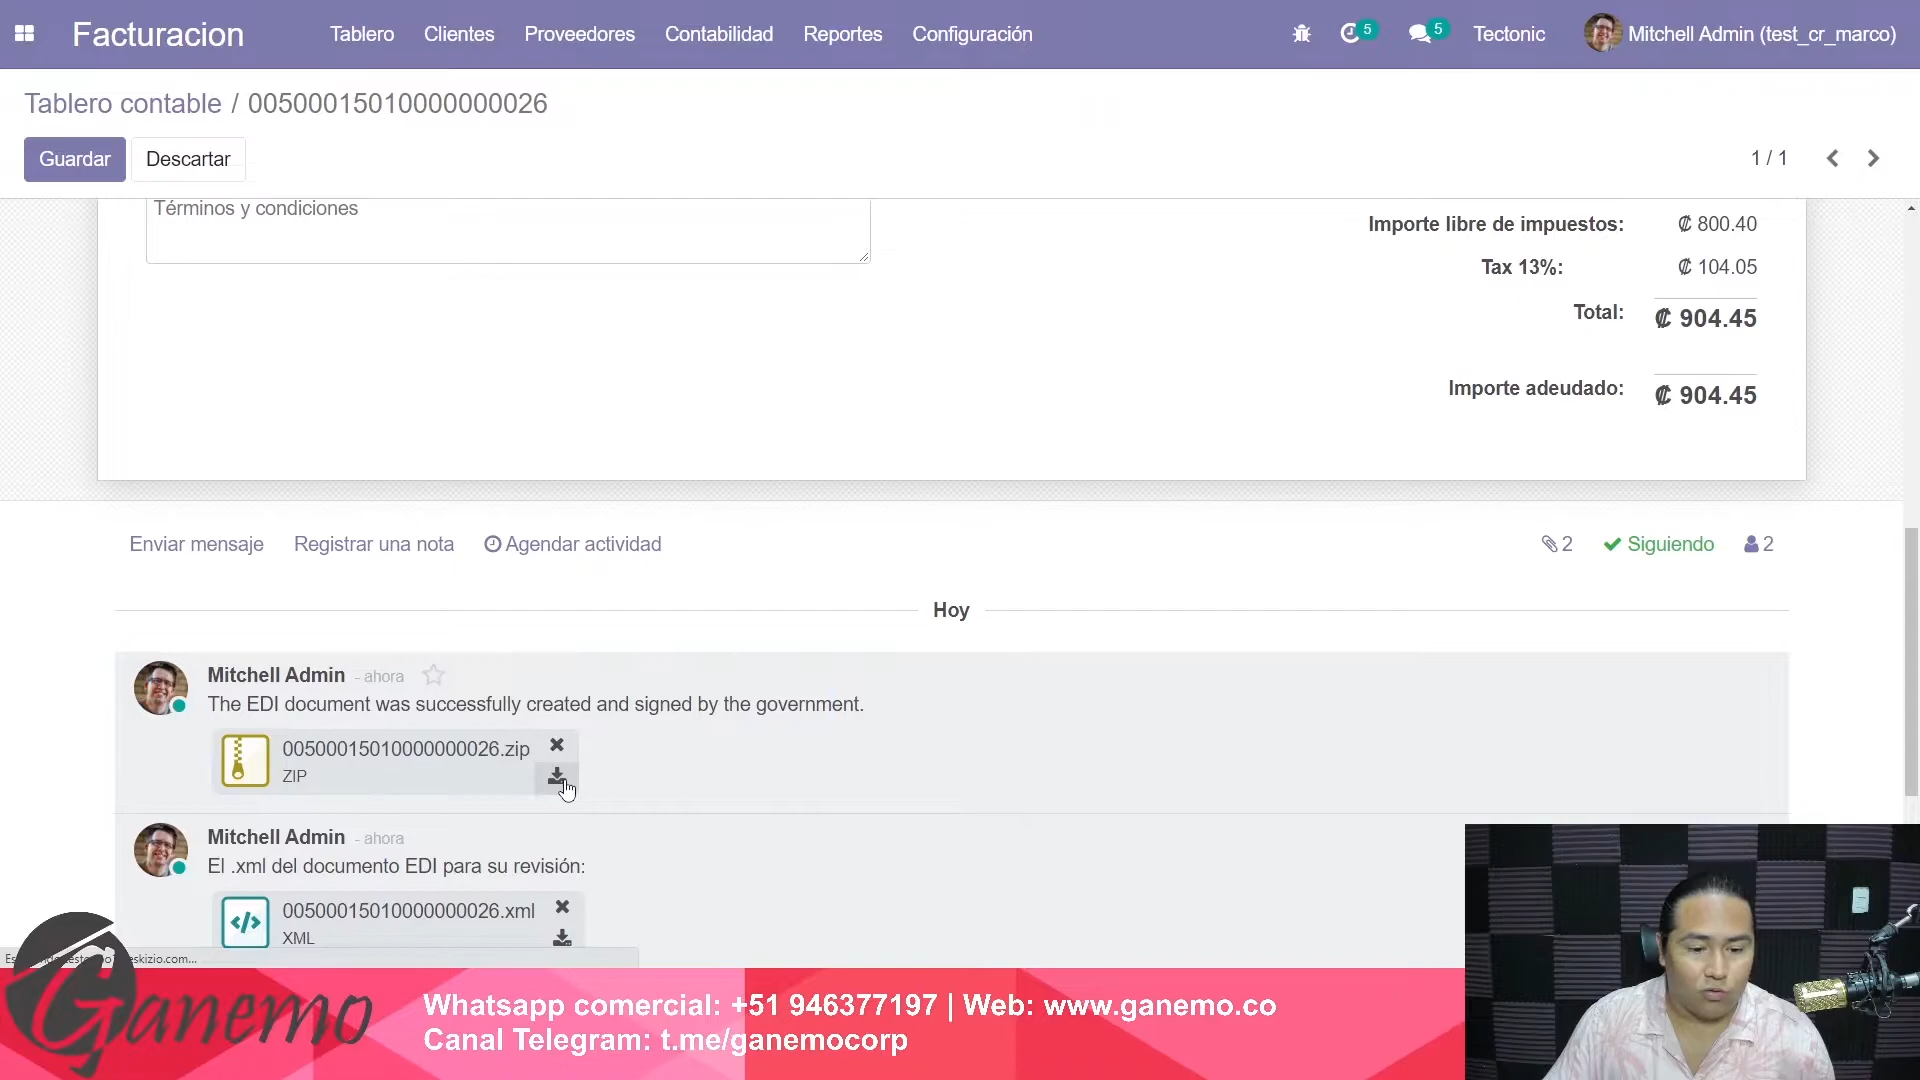 Facturacion
Tablero
Clientes
Proveedores
Contabilidad
Reportes
Configuración
5
5
Tectonic
Mitchell Admin (test_cr_marco)
Tablero contable / 00500015010000000026
Guardar
Descartar
1 / 1
Términos y condiciones
Importe libre de impuestos: ₡ 800.40
Tax 13%: ₡ 104.05
Total: ₡ 904.45
Importe adeudado: ₡ 904.45
Enviar mensaje
Registrar una nota
Agendar actividad
2
Siguiendo
2
Hoy
Mitchell Admin - ahora
The EDI document was successfully created and signed by the government.
00500015010000000026.zip
ZIP
Mitchell Admin - ahora
El .xml del documento EDI para su revisión:
00500015010000000026.xml
XML
Ganemo
Whatsapp comercial: +51 946377197 | Web: www.ganemo.co
Canal Telegram: t.me/ganemocorp